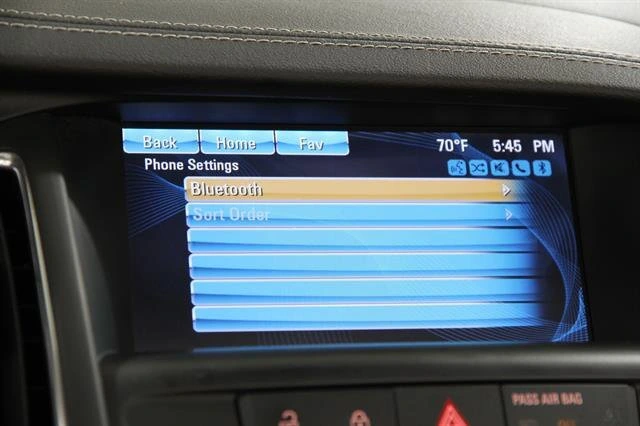 Back Home Fav 70°F 5:45 PM
Phone Settings
Bluetooth
Sort Order
PASS AIR BAG